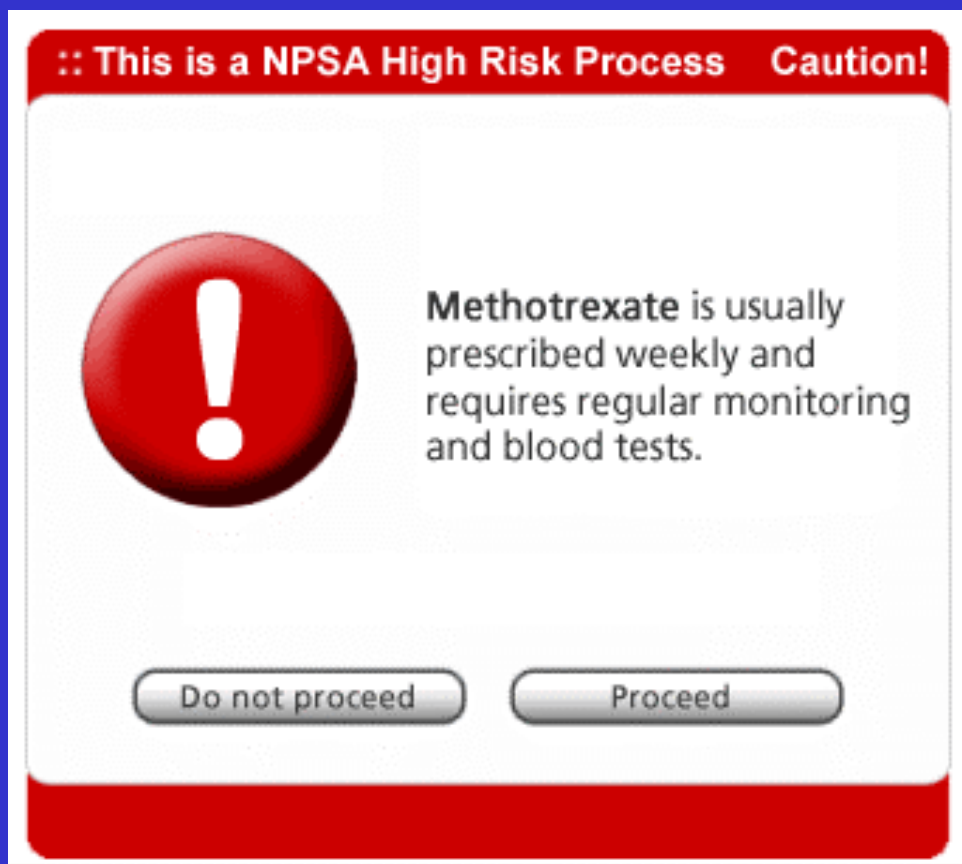 :: This is a NPSA High Risk Process Caution!
!
Methotrexate is usually
prescribed weekly and
requires regular monitoring
and blood tests.
Do not proceed
Proceed